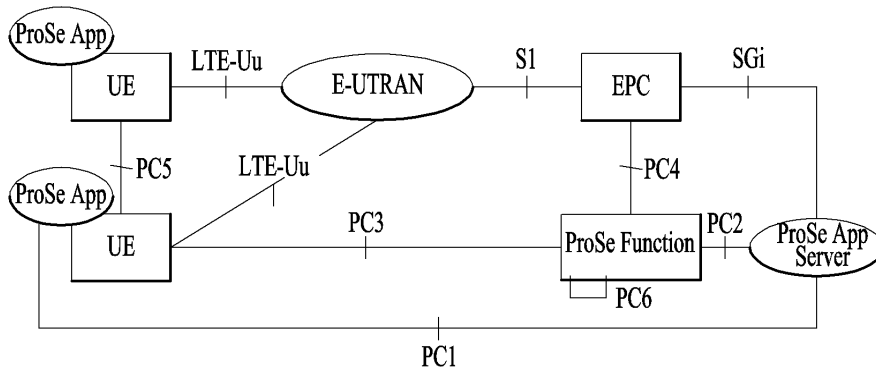 ProSe App
UE
LTE-Uu
E-UTRAN
S1
EPC
SGi
PC5
LTE-Uu
PC4
ProSe App
UE
PC3
ProSe Function
PC2
ProSe App
Server
PC6
PC1